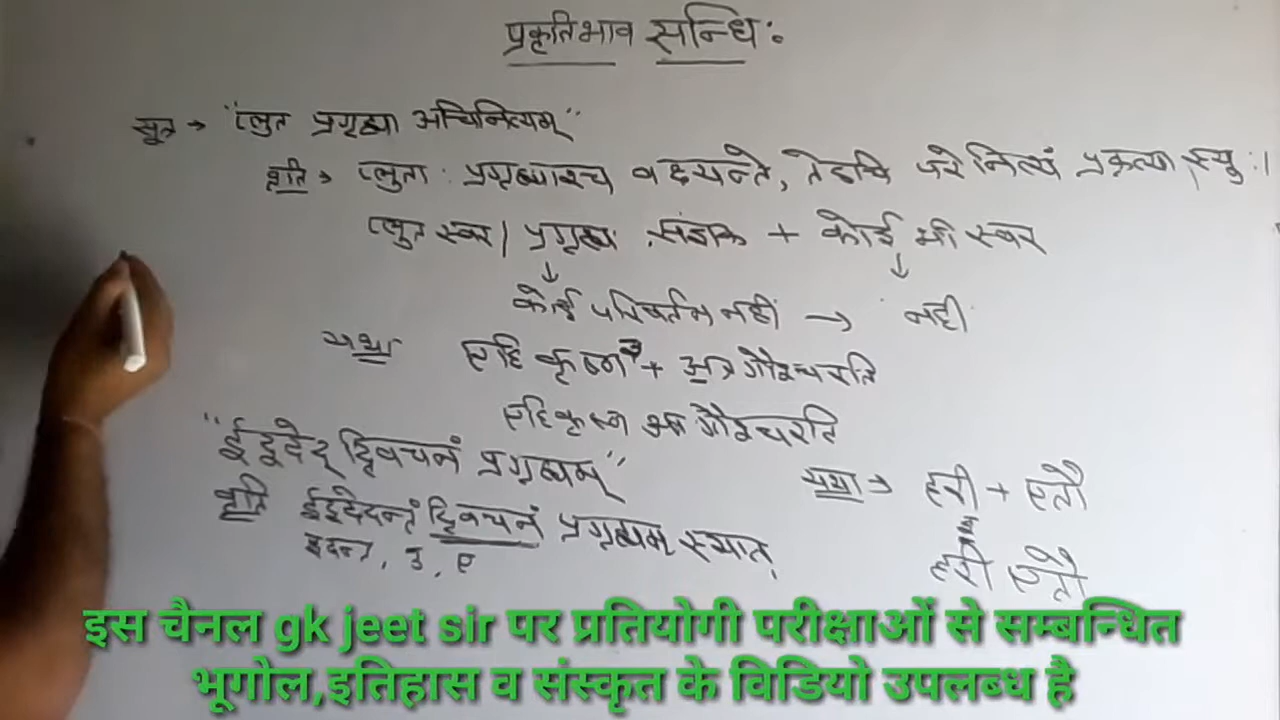 प्रकृतिभाव सन्धि:
सूत्र → "प्लुत प्रगृह्या अचिनित्यम्"
वृति → प्लुता: प्रगृह्याश्च वक्ष्यन्ते, तेऽचि परे नित्यं प्रकृत्या स्यु:।
प्लुत स्वर / प्रगृह्य संज्ञक + कोई भी स्वर
↓ ↓
कोई परिवर्तन नहीं → नहीं
यथा एहि कृष्ण३ + अत्र गौश्चरति
एहि कृष्ण अत्र गौश्चरति
"ईदूदेद् द्विवचनं प्रगृह्यम्"
यथा → हरी + एतौ
वृति ईदूदेदन्तं द्विवचनं प्रगृह्यम् स्यात्
हरी एतौ
ईदन्त, उ, ए
इस चैनल gk jeet sir पर प्रतियोगी परीक्षाओं से सम्बन्धित
भूगोल,इतिहास व संस्कृत के विडियो उपलब्ध है